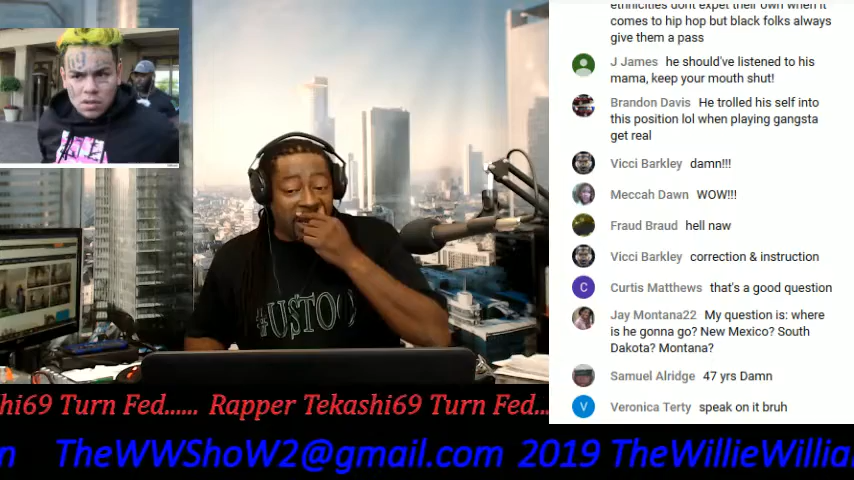 ethnicities dont expet their own when it
comes to hip hop but black folks always
give them a pass
J James he should've listened to his
mama, keep your mouth shut!
Brandon Davis He trolled his self into
this position lol when playing gangsta
get real
Vicci Barkley damn!!!
Meccah Dawn WOW!!!
Fraud Braud hell naw
Vicci Barkley correction & instruction
C
Curtis Matthews that's a good question
Jay Montana22 My question is: where
is he gonna go? New Mexico? South
Dakota? Montana?
Samuel Alridge 47 yrs Damn
V
Veronica Terty speak on it bruh
hi69 Turn Fed...... Rapper Tekashi69 Turn Fed...
n TheWWShoW2@gmail.com 2019 TheWillieWillia